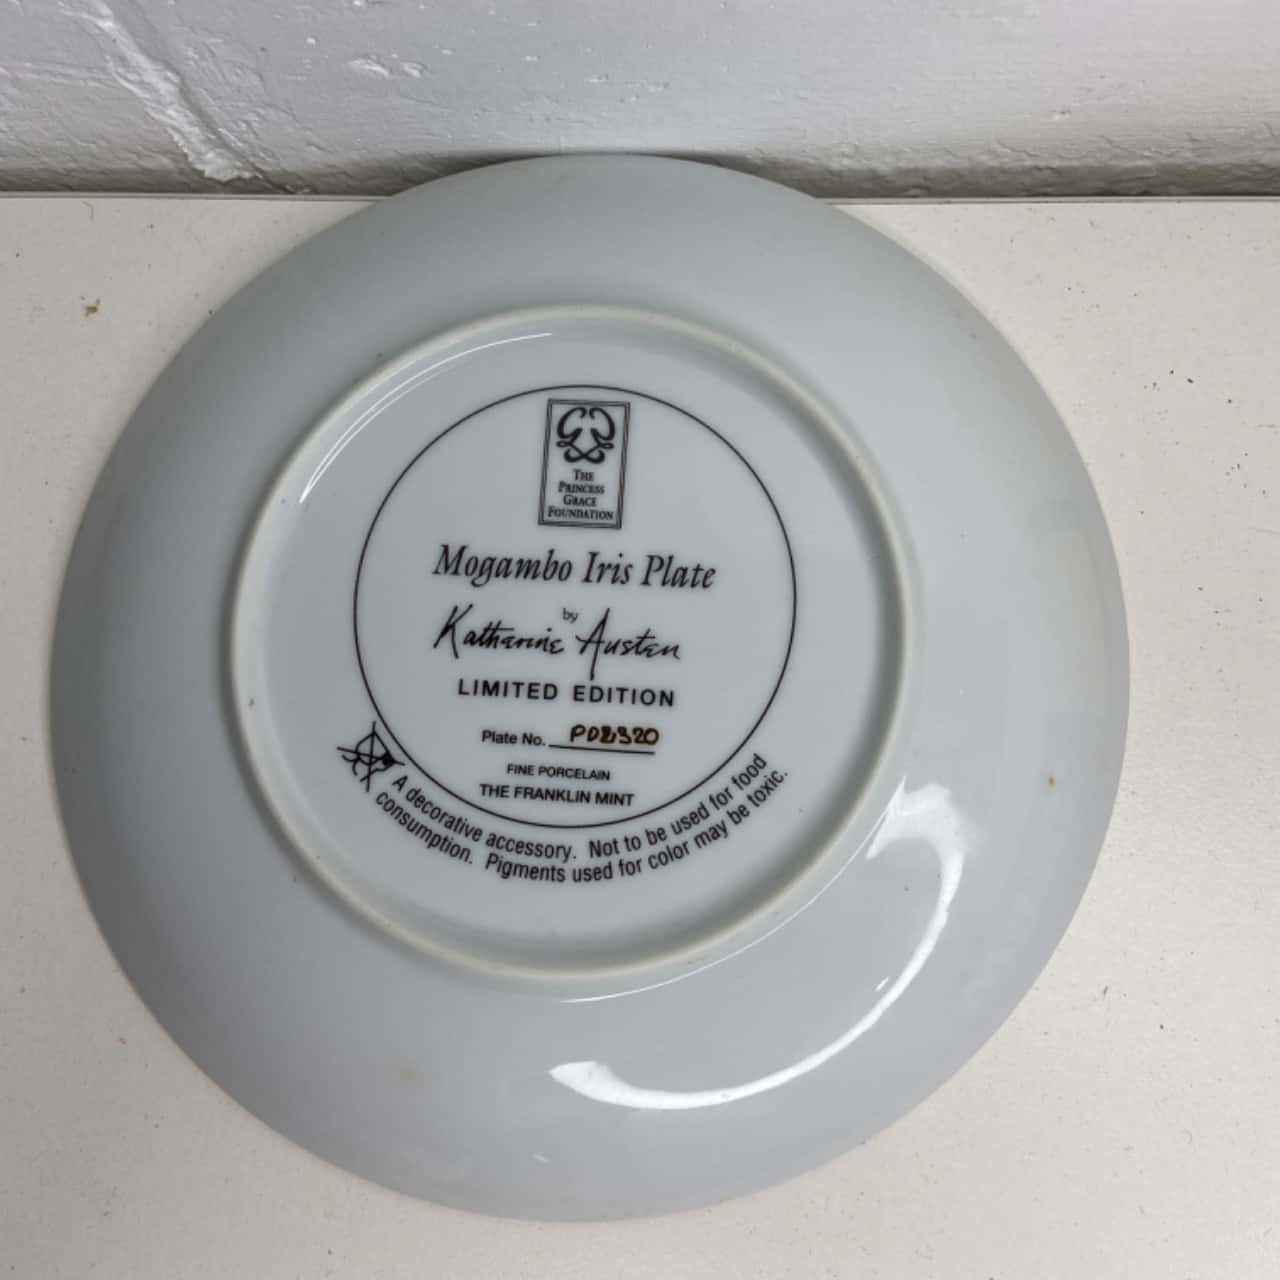 THE
PRINCESS
GRACE
FOUNDATION
Mogambo Iris Plate
by
Katharine Austen
LIMITED EDITION
Plate No.
FINE PORCELAIN
THE FRANKLIN MINT
A decorative accessory. Not to be used for food
consumption. Pigments used for color may be toxic.